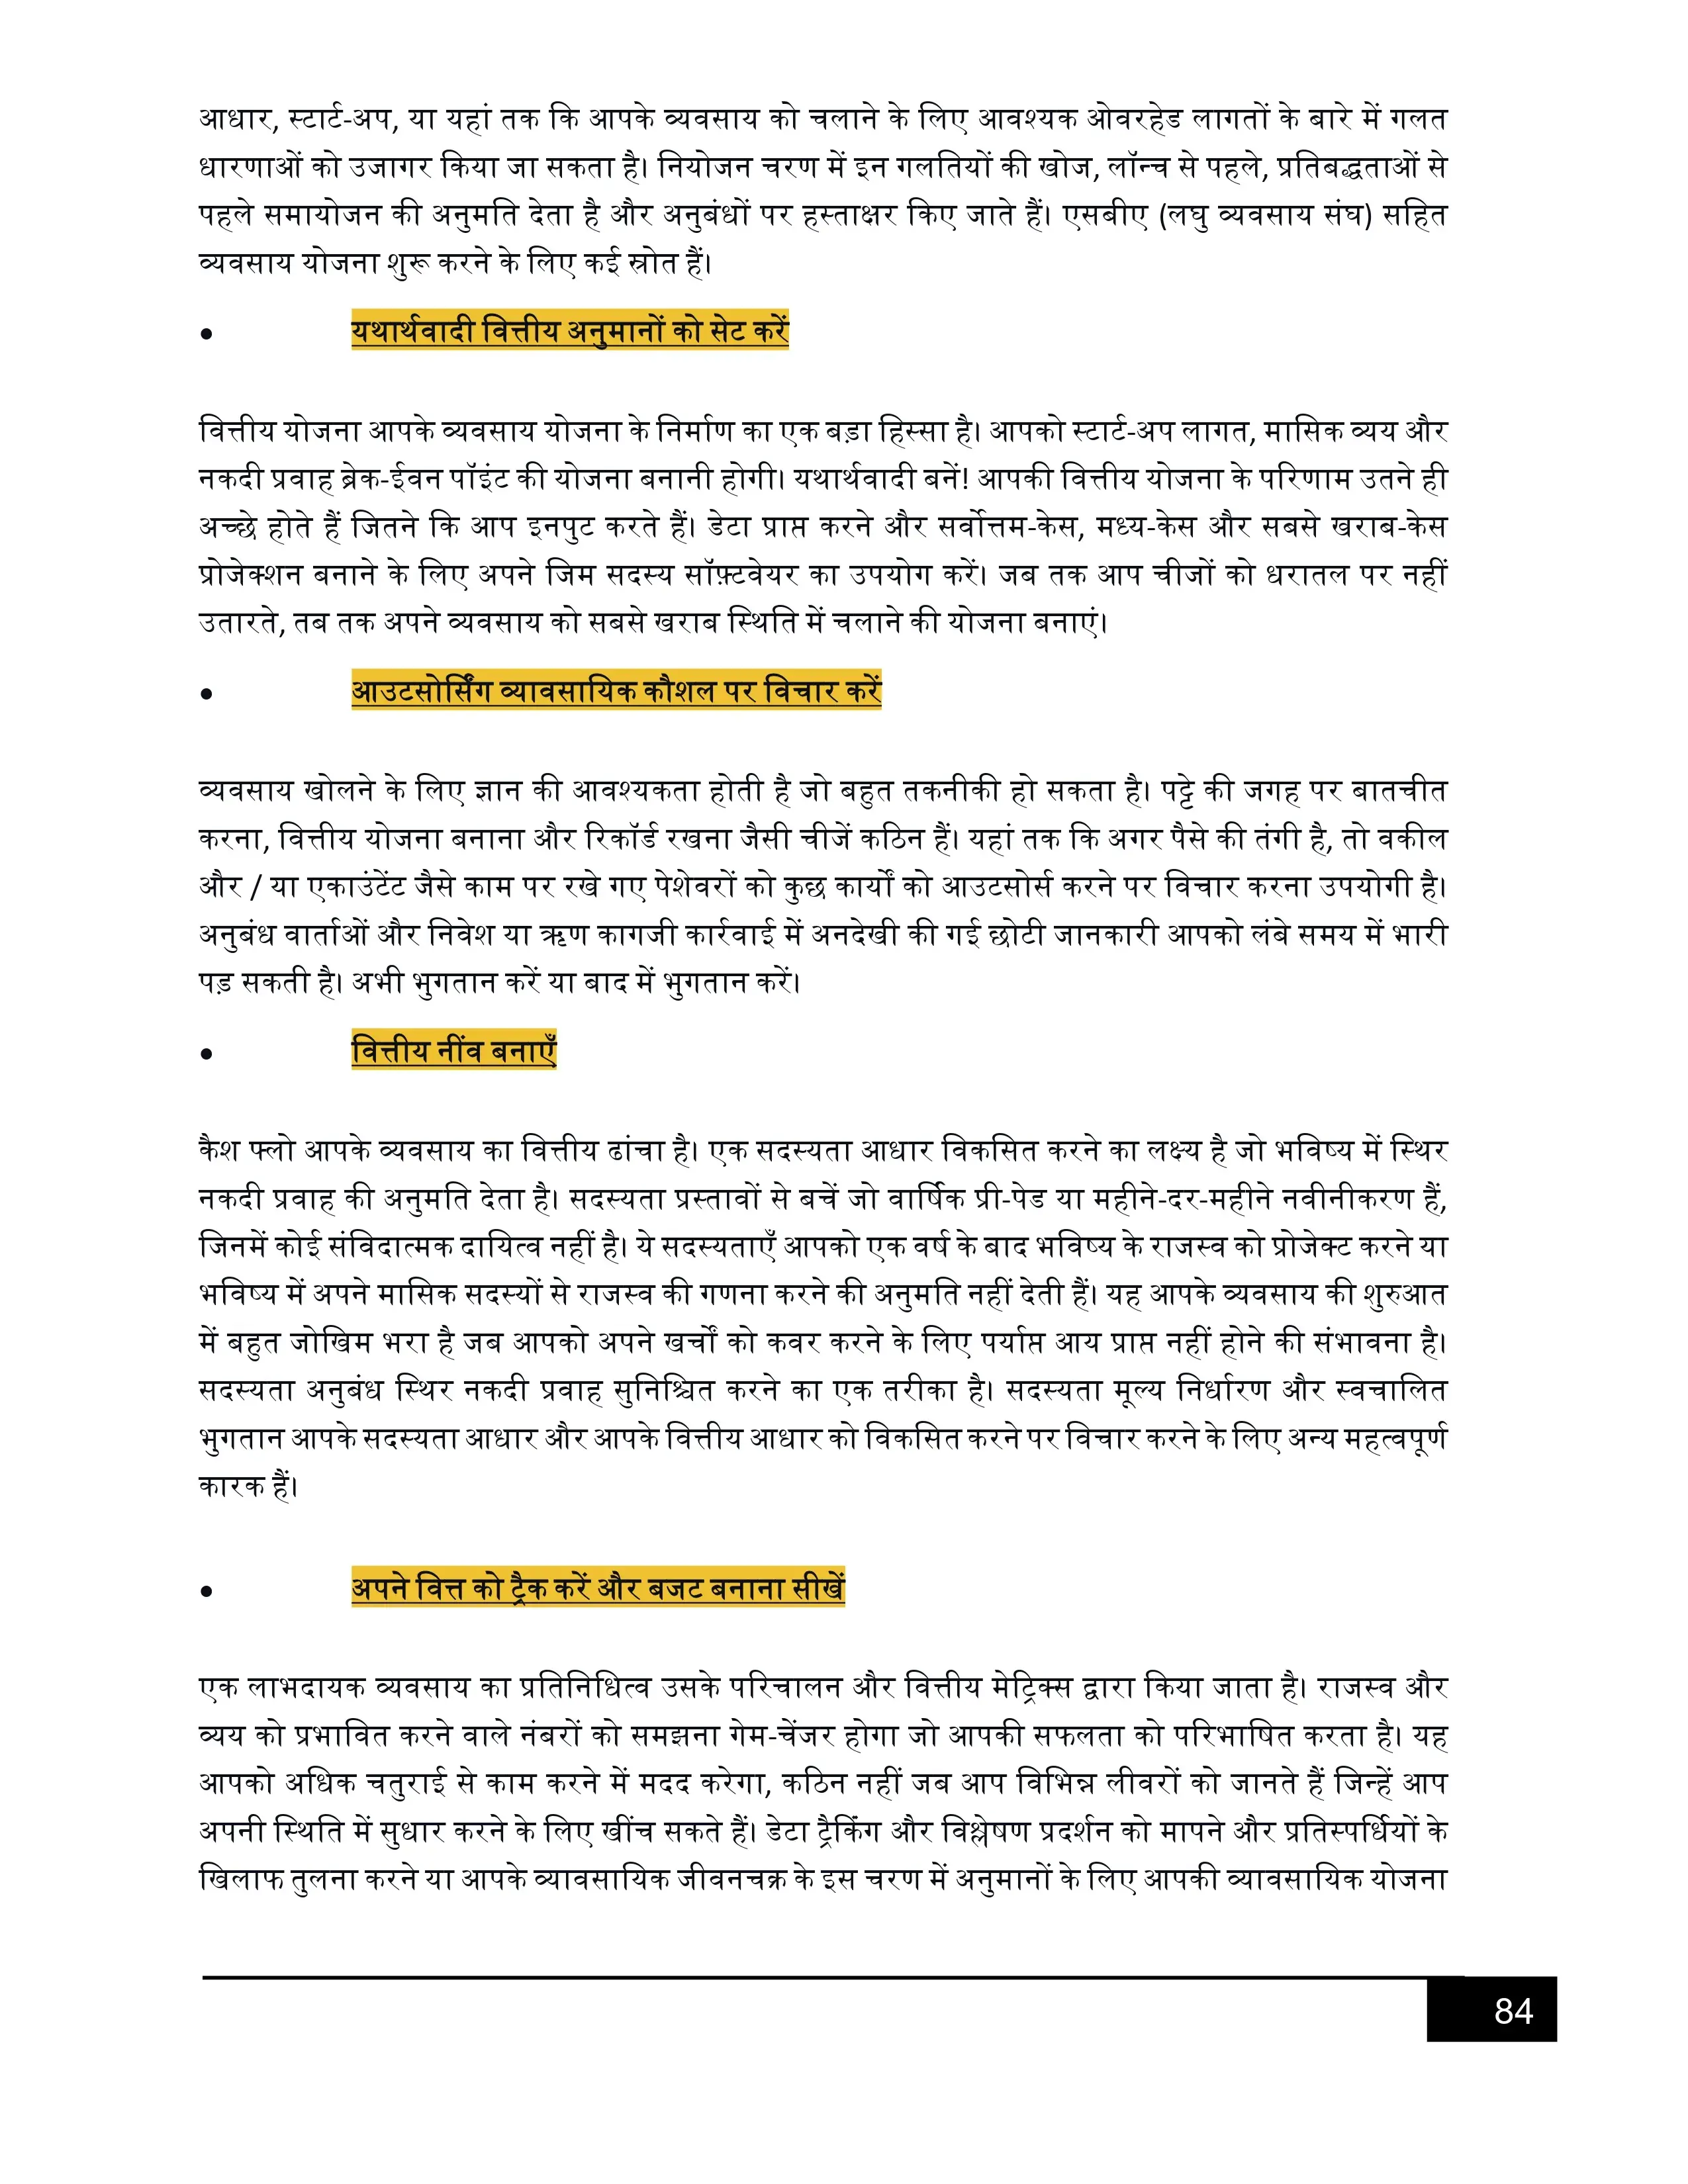 आधार, स्टार्ट-अप, या यहां तक कि आपके व्यवसाय को चलाने के लिए आवश्यक ओवरहेड लागतों के बारे में गलत
धारणाओं को उजागर किया जा सकता है। नियोजन चरण में इन गलतियों की खोज, लॉन्च से पहले, प्रतिबद्धताओं से
पहले समायोजन की अनुमति देता है और अनुबंधों पर हस्ताक्षर किए जाते हैं। एसबीए (लघु व्यवसाय संघ) सहित
व्यवसाय योजना शुरू करने के लिए कई स्रोत हैं।
• यथार्थवादी वित्तीय अनुमानों को सेट करें
वित्तीय योजना आपके व्यवसाय योजना के निर्माण का एक बड़ा हिस्सा है। आपको स्टार्ट-अप लागत, मासिक व्यय और
नकदी प्रवाह ब्रेक-ईवन पॉइंट की योजना बनानी होगी। यथार्थवादी बनें! आपकी वित्तीय योजना के परिणाम उतने ही
अच्छे होते हैं जितने कि आप इनपुट करते हैं। डेटा प्राप्त करने और सर्वोत्तम-केस, मध्य-केस और सबसे खराब-केस
प्रोजेक्शन बनाने के लिए अपने जिम सदस्य सॉफ़्टवेयर का उपयोग करें। जब तक आप चीजों को धरातल पर नहीं
उतारते, तब तक अपने व्यवसाय को सबसे खराब स्थिति में चलाने की योजना बनाएं।
• आउटसोर्सिंग व्यावसायिक कौशल पर विचार करें
व्यवसाय खोलने के लिए ज्ञान की आवश्यकता होती है जो बहुत तकनीकी हो सकता है। पट्टे की जगह पर बातचीत
करना, वित्तीय योजना बनाना और रिकॉर्ड रखना जैसी चीजें कठिन हैं। यहां तक कि अगर पैसे की तंगी है, तो वकील
और / या एकाउंटेंट जैसे काम पर रखे गए पेशेवरों को कुछ कार्यों को आउटसोर्स करने पर विचार करना उपयोगी है।
अनुबंध वार्ताओं और निवेश या ऋण कागजी कार्रवाई में अनदेखी की गई छोटी जानकारी आपको लंबे समय में भारी
पड़ सकती है। अभी भुगतान करें या बाद में भुगतान करें।
• वित्तीय नींव बनाएँ
कैश फ्लो आपके व्यवसाय का वित्तीय ढांचा है। एक सदस्यता आधार विकसित करने का लक्ष्य है जो भविष्य में स्थिर
नकदी प्रवाह की अनुमति देता है। सदस्यता प्रस्तावों से बचें जो वार्षिक प्री-पेड या महीने-दर-महीने नवीनीकरण हैं,
जिनमें कोई संविदात्मक दायित्व नहीं है। ये सदस्यताएँ आपको एक वर्ष के बाद भविष्य के राजस्व को प्रोजेक्ट करने या
भविष्य में अपने मासिक सदस्यों से राजस्व की गणना करने की अनुमति नहीं देती हैं। यह आपके व्यवसाय की शुरुआत
में बहुत जोखिम भरा है जब आपको अपने खर्चों को कवर करने के लिए पर्याप्त आय प्राप्त नहीं होने की संभावना है।
सदस्यता अनुबंध स्थिर नकदी प्रवाह सुनिश्चित करने का एक तरीका है। सदस्यता मूल्य निर्धारण और स्वचालित
भुगतान आपके सदस्यता आधार और आपके वित्तीय आधार को विकसित करने पर विचार करने के लिए अन्य महत्वपूर्ण
कारक हैं।
• अपने वित्त को ट्रैक करें और बजट बनाना सीखें
एक लाभदायक व्यवसाय का प्रतिनिधित्व उसके परिचालन और वित्तीय मेट्रिक्स द्वारा किया जाता है। राजस्व और
व्यय को प्रभावित करने वाले नंबरों को समझना गेम-चेंजर होगा जो आपकी सफलता को परिभाषित करता है। यह
आपको अधिक चतुराई से काम करने में मदद करेगा, कठिन नहीं जब आप विभिन्न लीवरों को जानते हैं जिन्हें आप
अपनी स्थिति में सुधार करने के लिए खींच सकते हैं। डेटा ट्रैकिंग और विश्लेषण प्रदर्शन को मापने और प्रतिस्पर्धियों के
खिलाफ तुलना करने या आपके व्यावसायिक जीवनचक्र के इस चरण में अनुमानों के लिए आपकी व्यावसायिक योजना
84